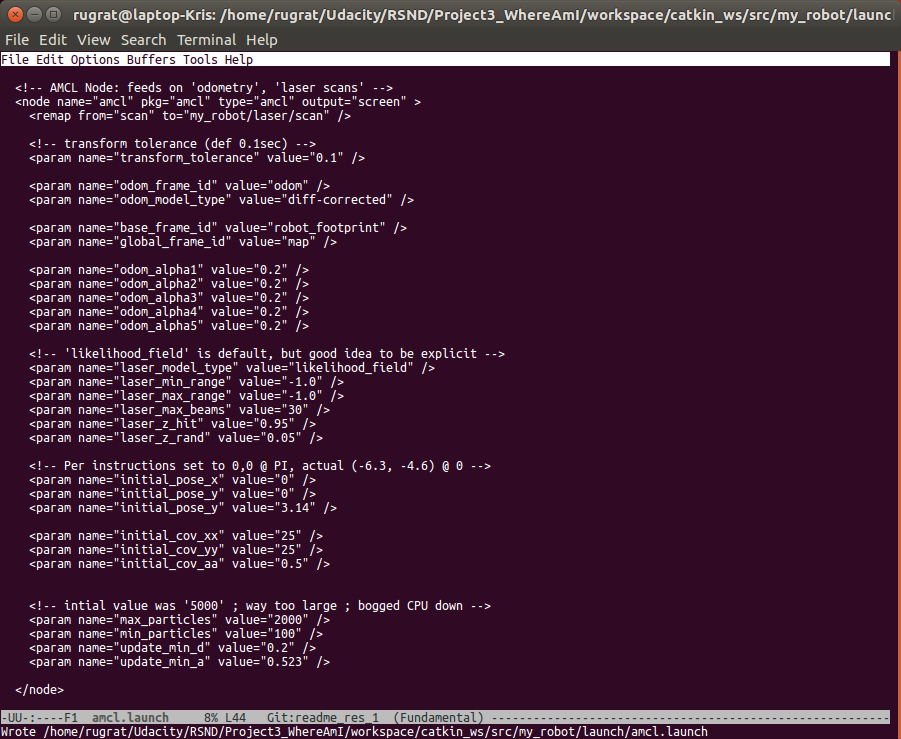 rugrat@laptop-Kris: /home/rugrat/Udacity/RSND/Project3_WhereAmI/workspace/catkin_ws/src/my_robot/launc
File Edit View Search Terminal Help
File Edit Options Buffers Tools Help
<!-- AMCL Node: feeds on 'odometry', 'laser scans' -->
<node name="amcl" pkg="amcl" type="amcl" output="screen" >
<remap from="scan" to="my_robot/laser/scan" />
<!-- transform tolerance (def 0.1sec) -->
<param name="transform_tolerance" value="0.1" />
<param name="odom_frame_id" value="odom" />
<param name="odom_model_type" value="diff-corrected" />
<param name="base_frame_id" value="robot_footprint" />
<param name="global_frame_id" value="map" />
<param name="odom_alpha1" value="0.2" />
<param name="odom_alpha2" value="0.2" />
<param name="odom_alpha3" value="0.2" />
<param name="odom_alpha4" value="0.2" />
<param name="odom_alpha5" value="0.2" />
<!-- 'likelihood_field' is default, but good idea to be explicit -->
<param name="laser_model_type" value="likelihood_field" />
<param name="laser_min_range" value="-1.0" />
<param name="laser_max_range" value="-1.0" />
<param name="laser_max_beams" value="30" />
<param name="laser_z_hit" value="0.95" />
<param name="laser_z_rand" value="0.05" />
<!-- Per instructions set to 0,0 @ PI, actual (-6.3, -4.6) @ 0 -->
<param name="initial_pose_x" value="0" />
<param name="initial_pose_y" value="0" />
<param name="initial_pose_y" value="3.14" />
<param name="initial_cov_xx" value="25" />
<param name="initial_cov_yy" value="25" />
<param name="initial_cov_aa" value="0.5" />
<!-- intial value was '5000' ; way too large ; bogged CPU down -->
<param name="max_particles" value="2000" />
<param name="min_particles" value="100" />
<param name="update_min_d" value="0.2" />
<param name="update_min_a" value="0.523" />
</node>
-UU-:----F1 amcl.launch 8% L44 Git:readme_res_1 (Fundamental) ---------------------------------------------------------
Wrote /home/rugrat/Udacity/RSND/Project3_WhereAmI/workspace/catkin_ws/src/my_robot/launch/amcl.launch